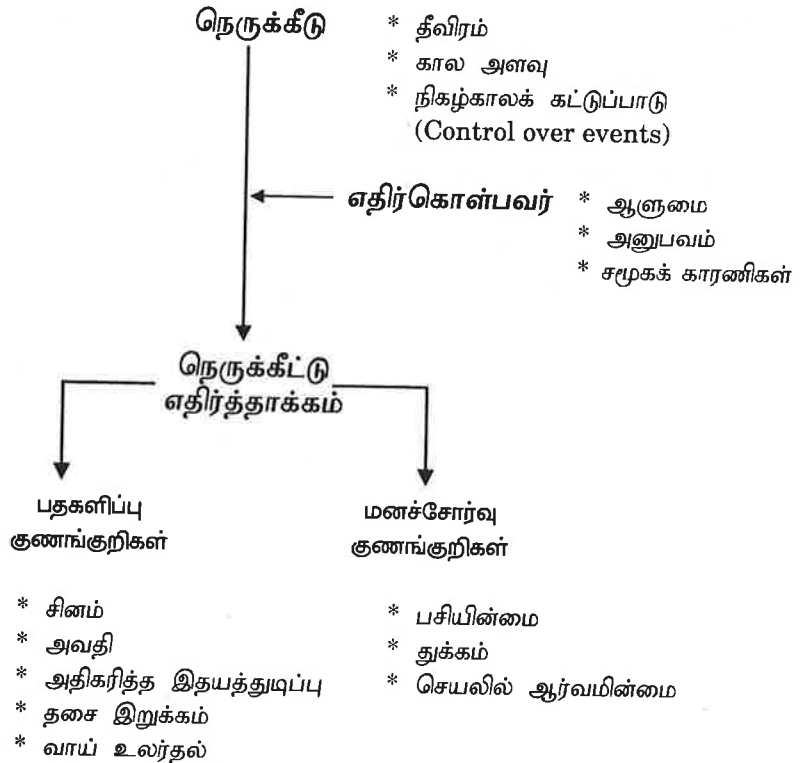 நெருக்கீடு
* தீவிரம்
* கால அளவு
* நிகழ்காலக் கட்டுப்பாடு
(Control over events)
எதிர்கொள்பவர்
* ஆளுமை
* அனுபவம்
* சமூகக் காரணிகள்
நெருக்கீட்டு
எதிர்த்தாக்கம்
பதகளிப்பு
குணங்குறிகள்
* சினம்
* அவதி
* அதிகரித்த இதயத்துடிப்பு
* தசை இறுக்கம்
* வாய் உலர்தல்
மனச்சோர்வு
குணங்குறிகள்
* பசியின்மை
* துக்கம்
* செயலில் ஆர்வமின்மை